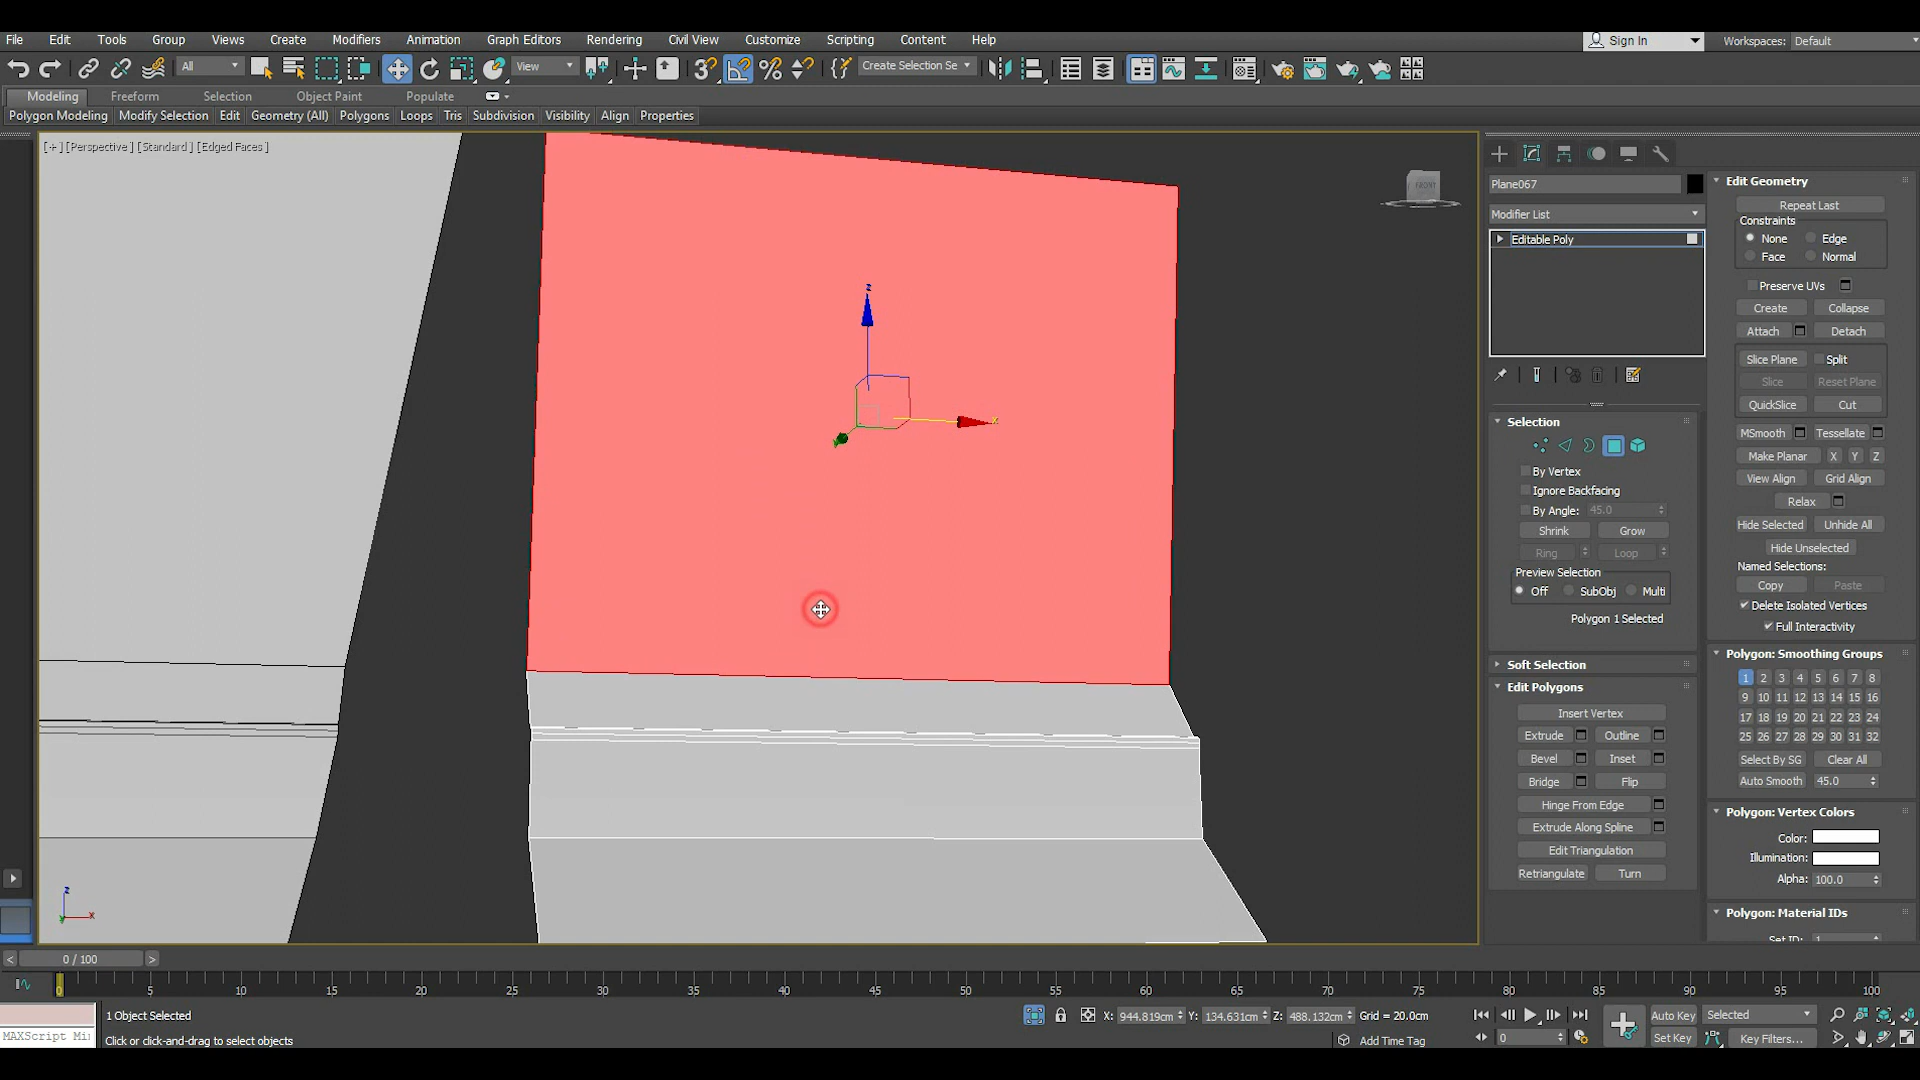 File Edit Tools Group Views Create Modifiers Animation Graph Editors Rendering Civil View Customize Scripting Content Help Sign In Workspaces: Default
All View Create Selection Se
Modeling Freeform Selection Object Paint Populate
Polygon Modeling Modify Selection Edit Geometry (All) Polygons Loops Tris Subdivision Visibility Align Properties
[ + ] [Perspective ] [Standard ] [Edged Faces ]
FRONT
z
x
z
x
y
Plane067
Modifier List
Editable Poly
Selection
By Vertex
Ignore Backfacing
By Angle: 45.0
Shrink Grow
Ring Loop
Preview Selection
Off SubObj Multi
Polygon 1 Selected
Soft Selection
Edit Polygons
Insert Vertex
Extrude Outline
Bevel Inset
Bridge Flip
Hinge From Edge
Extrude Along Spline
Edit Triangulation
Retriangulate Turn
Edit Geometry
Repeat Last
Constraints
None Edge
Face Normal
Preserve UVs
Create Collapse
Attach Detach
Slice Plane Split
Slice Reset Plane
QuickSlice Cut
MSmooth Tessellate
Make Planar X Y Z
View Align Grid Align
Relax
Hide Selected Unhide All
Hide Unselected
Named Selections:
Copy Paste
Delete Isolated Vertices
Full Interactivity
Polygon: Smoothing Groups
1 2 3 4 5 6 7 8
9 10 11 12 13 14 15 16
17 18 19 20 21 22 23 24
25 26 27 28 29 30 31 32
Select By SG Clear All
Auto Smooth 45.0
Polygon: Vertex Colors
Color:
Illumination:
Alpha: 100.0
Polygon: Material IDs
Set ID: 1
< 0 / 100 >
0 5 10 15 20 25 30 35 40 45 50 55 60 65 70 75 80 85 90 95 100
1 Object Selected X: 944.819cm Y: 134.631cm Z: 488.132cm Grid = 20.0cm Auto Key Selected
MAXScript Mi Click or click-and-drag to select objects Add Time Tag 0 Set Key Key Filters...